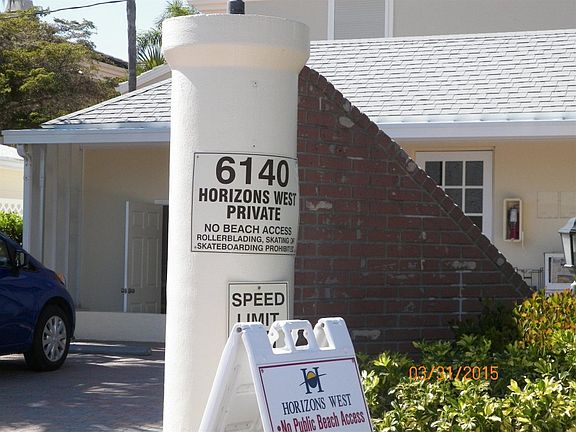 6140
HORIZONS WEST
PRIVATE
NO BEACH ACCESS
ROLLERBLADING, SKATING OR
SKATEBOARDING PROHIBITED
SPEED
LIMIT
HORIZONS WEST
•No Public Beach Access
03/31/2015